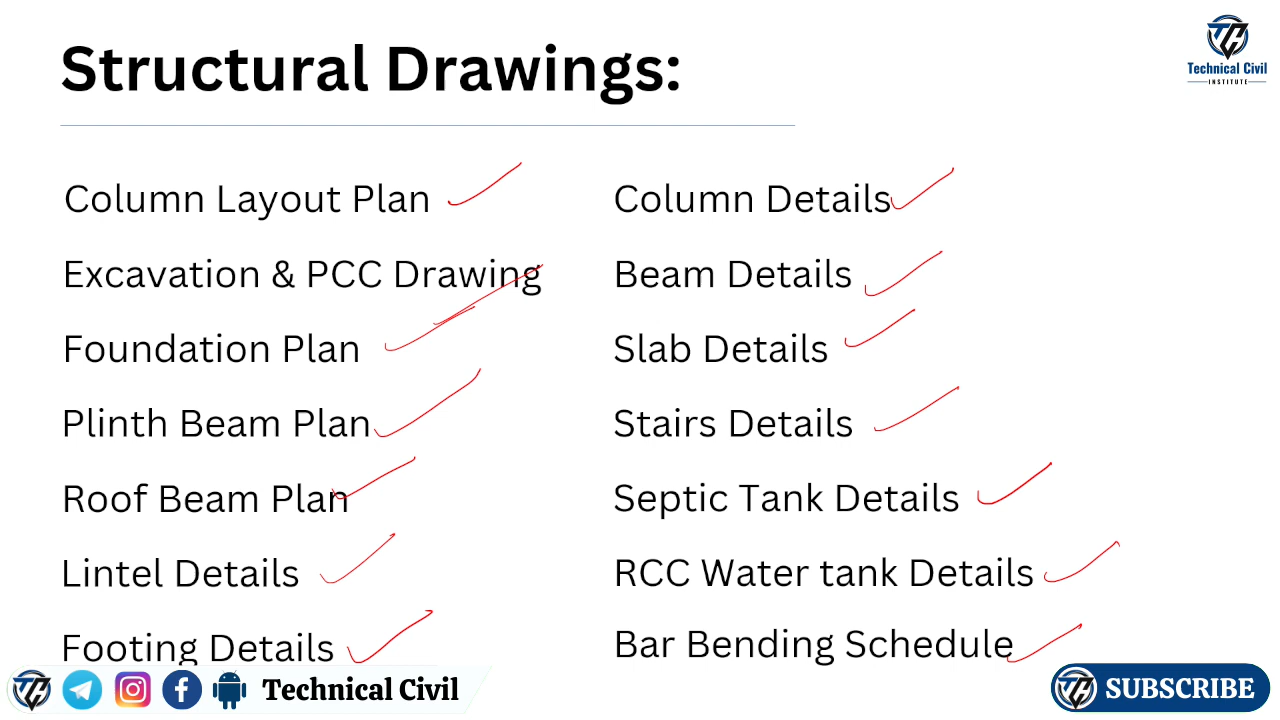 Structural Drawings:
Technical Civil
INSTITUTE
Column Layout Plan
Excavation & PCC Drawing
Foundation Plan
Plinth Beam Plan
Roof Beam Plan
Lintel Details
Footing Details
Column Details
Beam Details
Slab Details
Stairs Details
Septic Tank Details
RCC Water tank Details
Bar Bending Schedule
Technical Civil
SUBSCRIBE